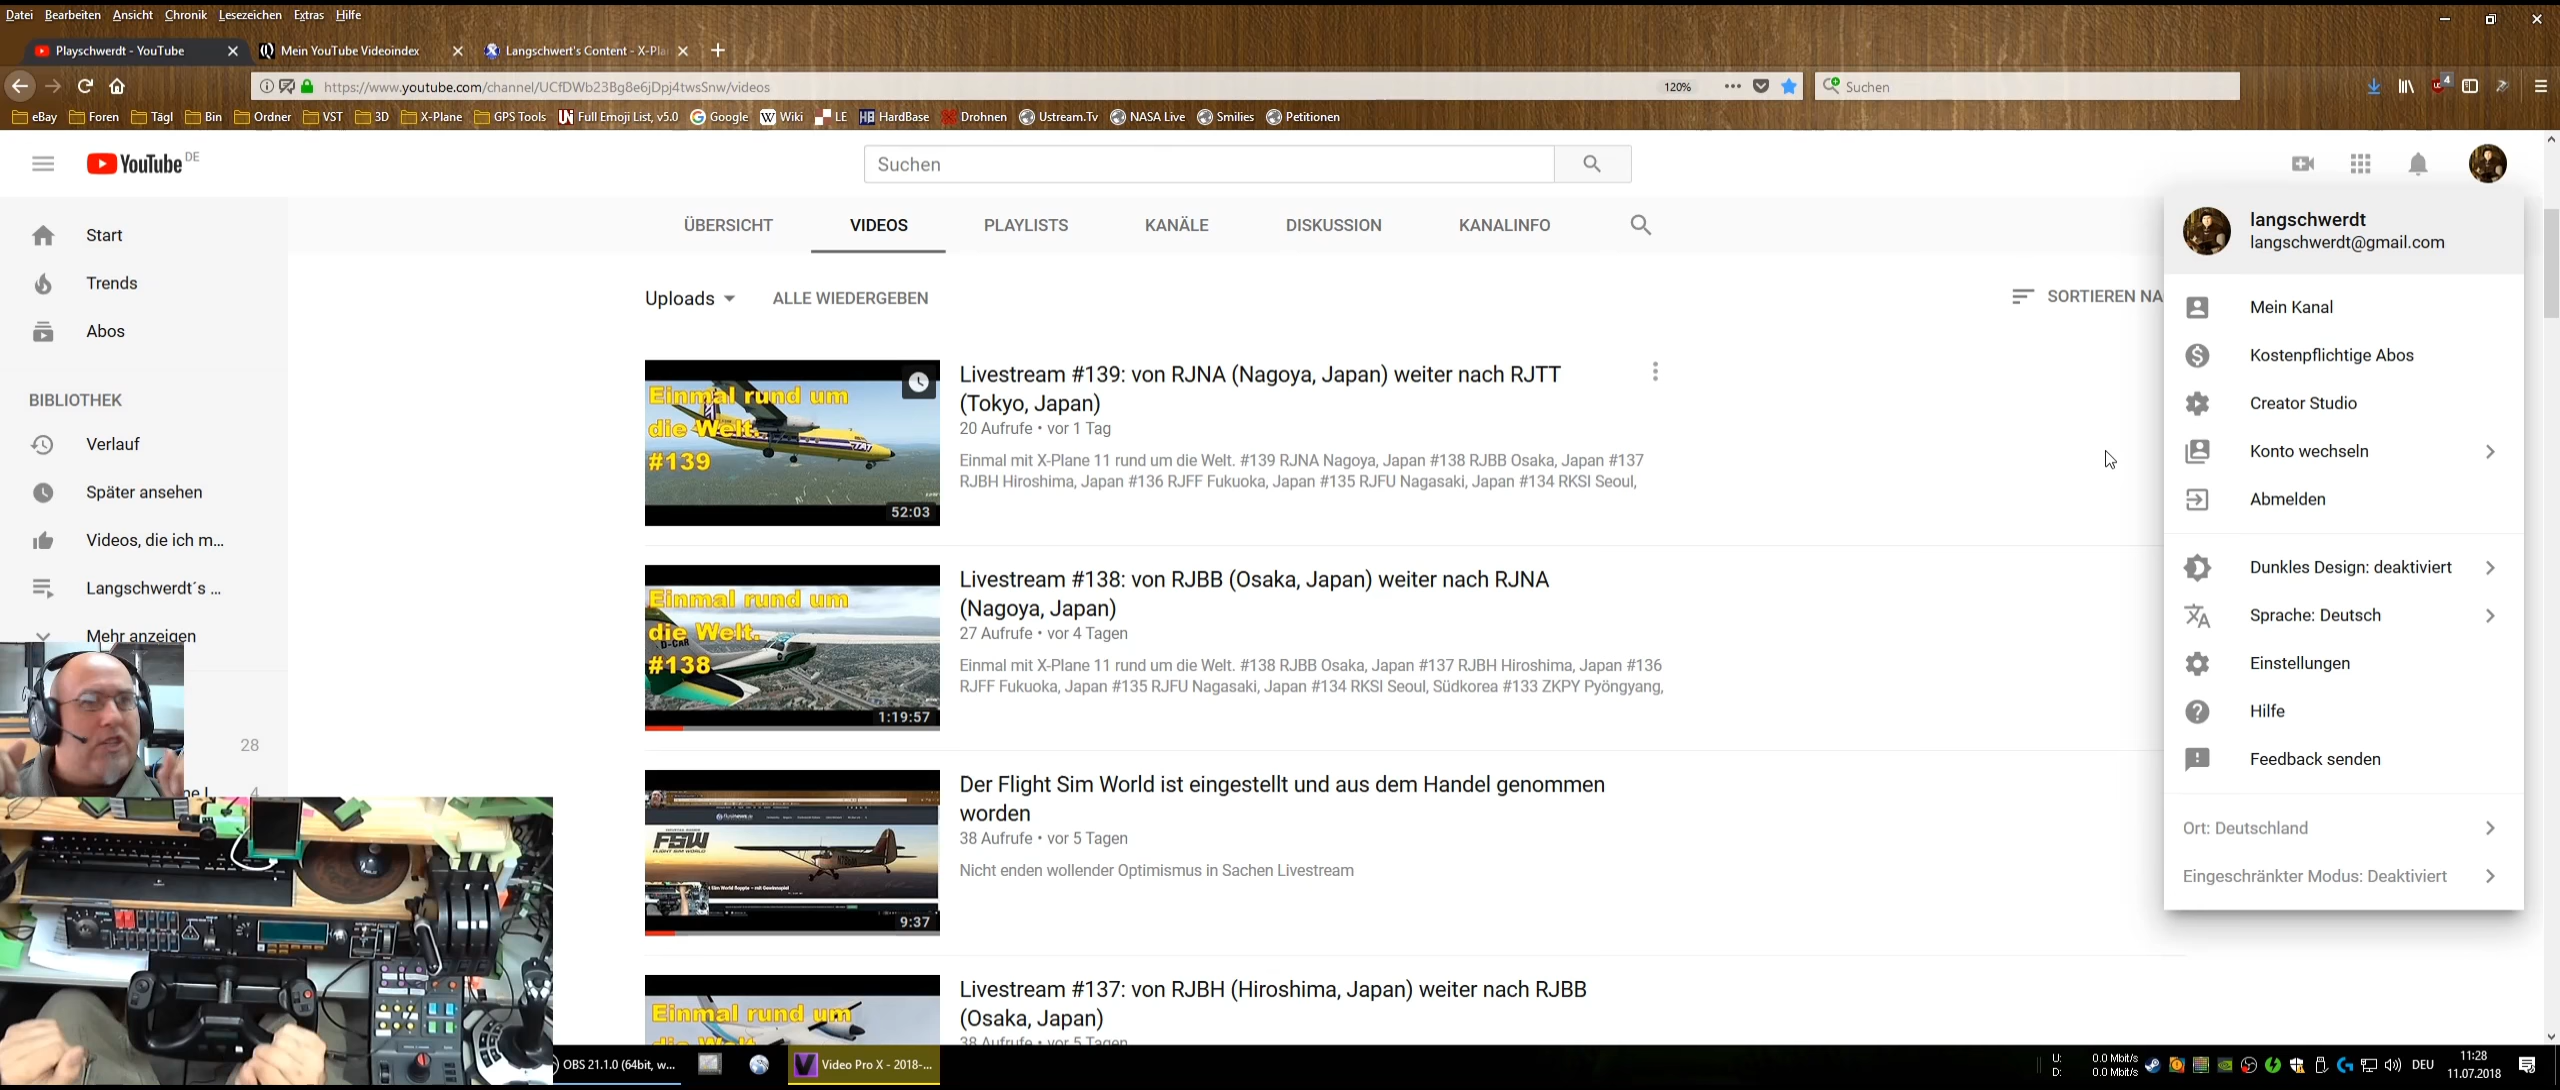 Datei Bearbeiten Ansicht Chronik Lesezeichen Extras Hilfe
Playschwerdt - YouTube
Mein YouTube Videoindex
Langschwert's Content - X-Pla
https://www.youtube.com/channel/UCfDWb23Bg8e6jDpj4twsSnw/videos
120%
Suchen
4
eBay Foren Tägl Bin Ordner VST 3D X-Plane GPS Tools Full Emoji List, v5.0 Google Wiki LE HardBase Drohnen Ustream.Tv NASA Live Smilies Petitionen
YouTube DE
Suchen
Start
Trends
Abos
BIBLIOTHEK
Verlauf
Später ansehen
Videos, die ich m...
Langschwerdt´s ...
Mehr anzeigen
28
4
ÜBERSICHT VIDEOS PLAYLISTS KANÄLE DISKUSSION KANALINFO
Uploads ALLE WIEDERGEBEN
SORTIEREN NA
Einmal rund um
die Welt.
#139
52:03
Livestream #139: von RJNA (Nagoya, Japan) weiter nach RJTT
(Tokyo, Japan)
20 Aufrufe • vor 1 Tag
Einmal mit X-Plane 11 rund um die Welt. #139 RJNA Nagoya, Japan #138 RJBB Osaka, Japan #137
RJBH Hiroshima, Japan #136 RJFF Fukuoka, Japan #135 RJFU Nagasaki, Japan #134 RKSI Seoul,
Einmal rund um
die Welt.
D-CAR
#138
1:19:57
Livestream #138: von RJBB (Osaka, Japan) weiter nach RJNA
(Nagoya, Japan)
27 Aufrufe • vor 4 Tagen
Einmal mit X-Plane 11 rund um die Welt. #138 RJBB Osaka, Japan #137 RJBH Hiroshima, Japan #136
RJFF Fukuoka, Japan #135 RJFU Nagasaki, Japan #134 RKSI Seoul, Südkorea #133 ZKPY Pyöngyang,
FSW
FLIGHT SIM WORLD
9:37
Der Flight Sim World ist eingestellt und aus dem Handel genommen
worden
38 Aufrufe • vor 5 Tagen
Nicht enden wollender Optimismus in Sachen Livestream
Einmal rund um
die Welt.
Livestream #137: von RJBH (Hiroshima, Japan) weiter nach RJBB
(Osaka, Japan)
38 Aufrufe • vor 5 Tagen
langschwerdt
langschwerdt@gmail.com
Mein Kanal
Kostenpflichtige Abos
Creator Studio
Konto wechseln
Abmelden
Dunkles Design: deaktiviert
Sprache: Deutsch
Einstellungen
Hilfe
Feedback senden
Ort: Deutschland
Eingeschränkter Modus: Deaktiviert
OBS 21.1.0 (64bit, w...
Video Pro X - 2018-...
U: 0.0 Mbit/s
D: 0.0 Mbit/s
DEU
11:28
11.07.2018